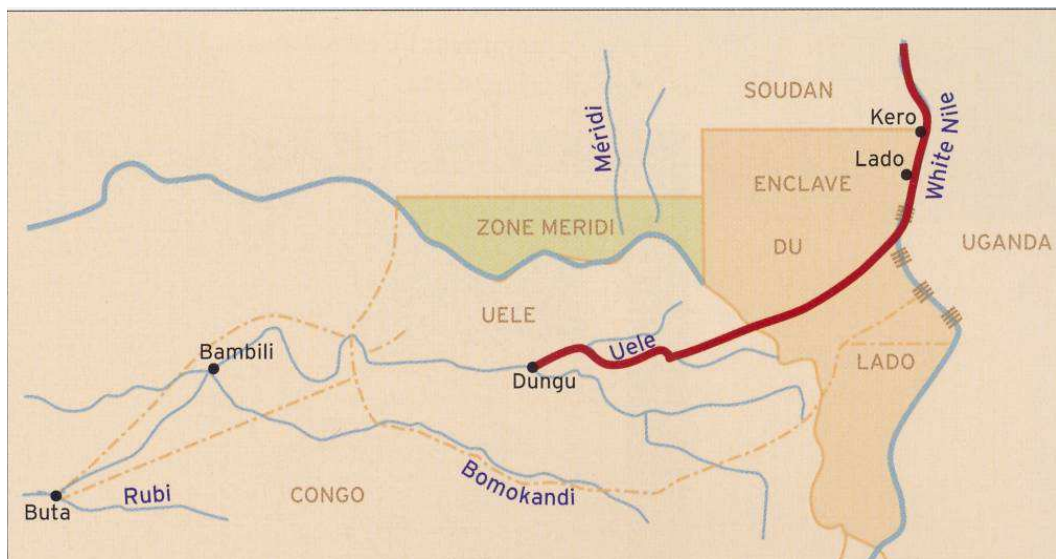 SOUDAN
Méridi
Kero
Lado
White Nile
ENCLAVE
ZONE MERIDI
DU
UGANDA
UELE
Bambili
Uele
Dungu
LADO
Bomokandi
Rubi
CONGO
Buta